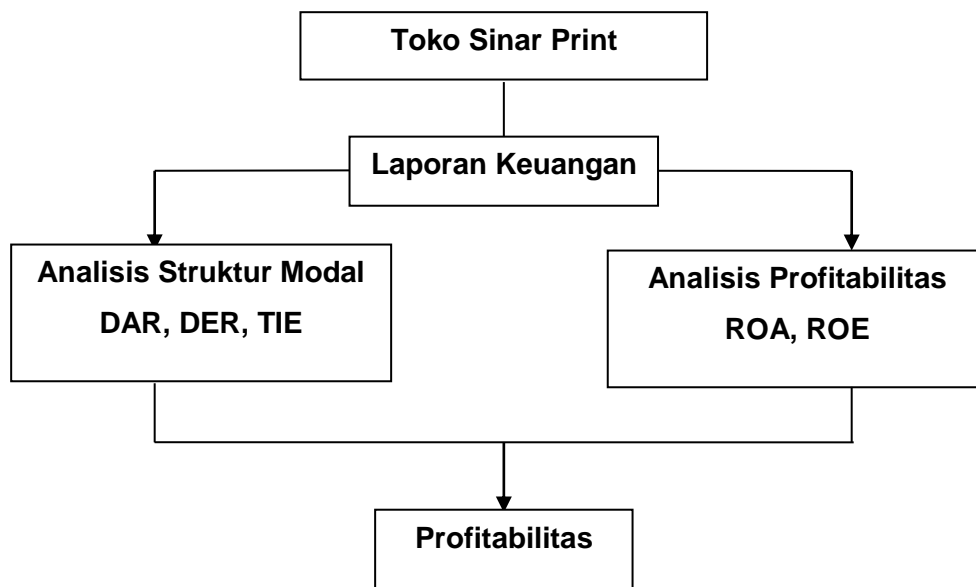 Toko Sinar Print
Laporan Keuangan
Analisis Struktur Modal
DAR, DER, TIE
Analisis Profitabilitas
ROA, ROE
Profitabilitas